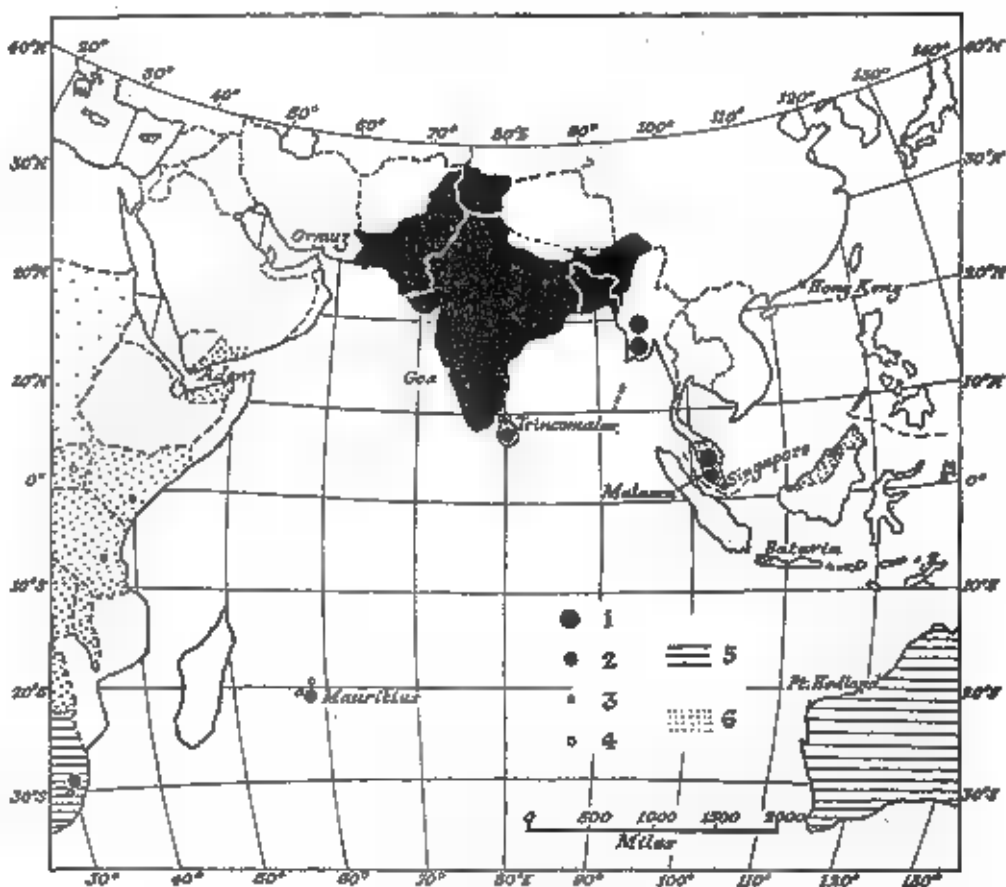 40°N 20° 30° 40° 50° 60° 70° 80°E 90° 100° 110° 120° 130° 140° 40°N
30°N 30°N
Ormuz
20°N 20°N
Hong Kong
Aden
Goa
10°N 10°N
Trincomalee
Singapore
0° 0°
Malacca
Batavia
10°S 10°S
1
2 5
Mauritius Pt. Hedland
20°S 20°S
3 6
4
30°S 30°S
0 500 1000 1500 2000
Miles
30° 40° 50° 60° 70° 80°E 90° 100° 110° 120° 130°